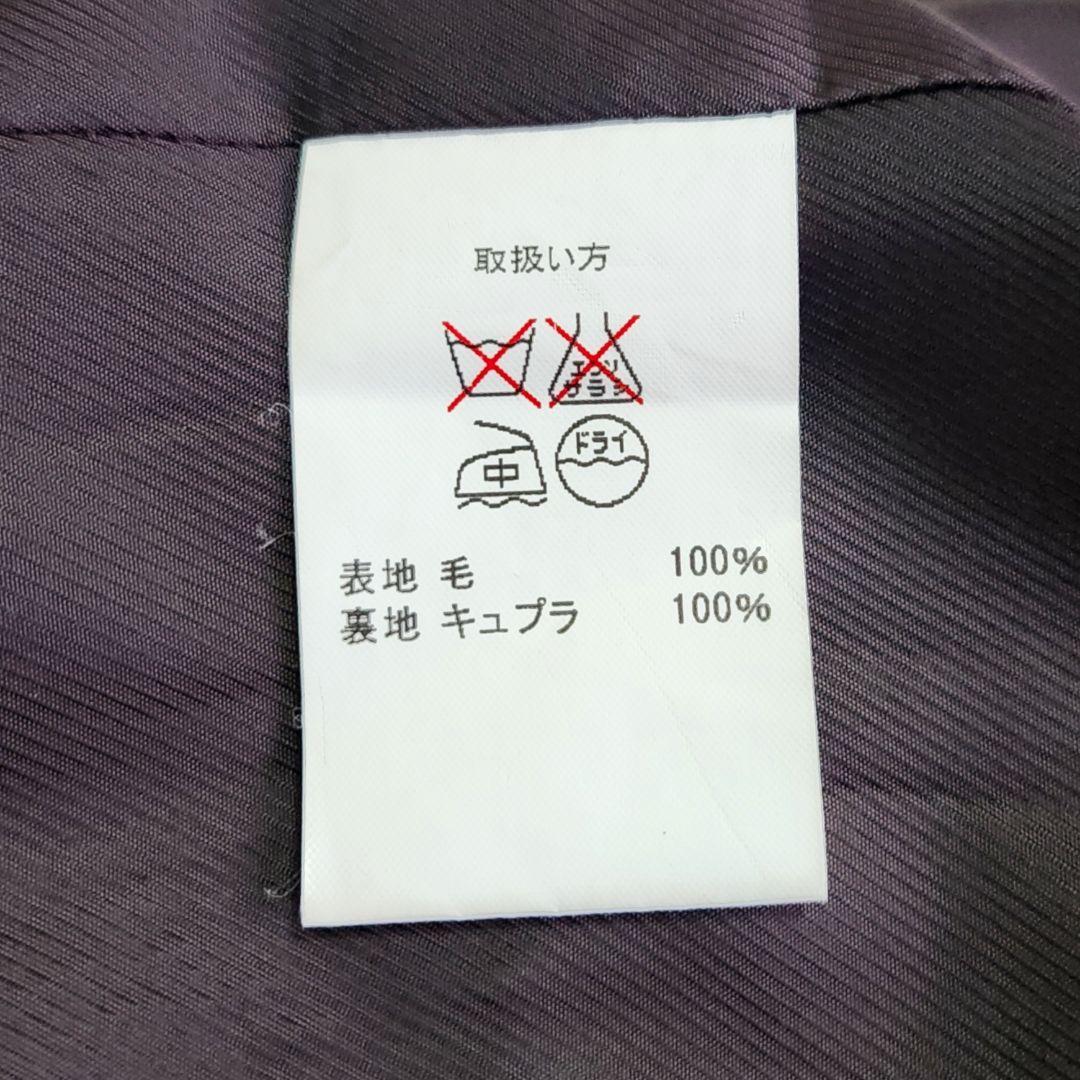 取扱い方
エンソ
サラシ
中
ドライ
表地 毛 100%
裏地 キュプラ 100%